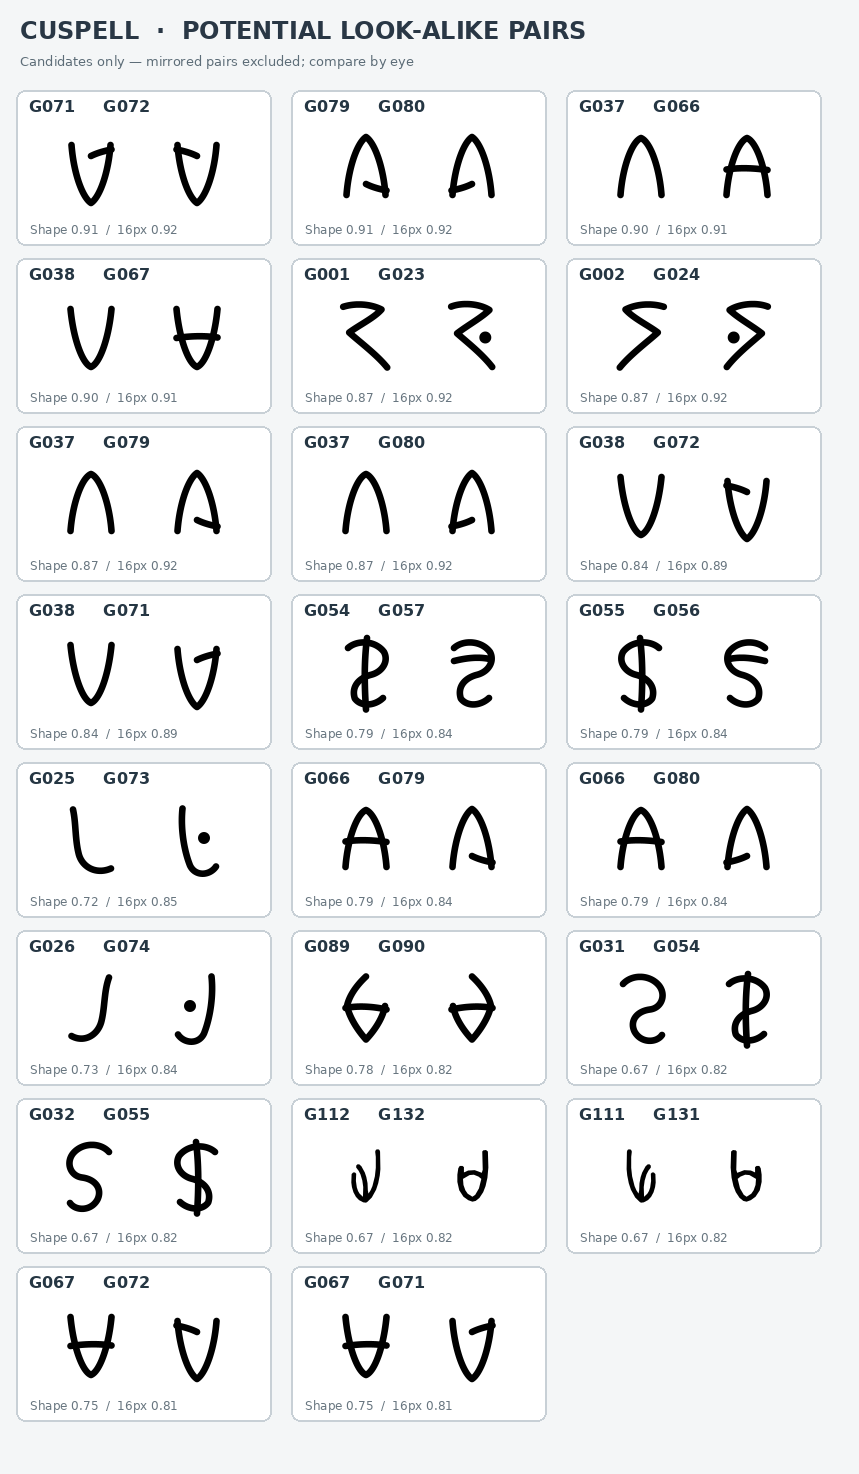 CUSPELL · POTENTIAL LOOK-ALIKE PAIRS
Candidates only — mirrored pairs excluded; compare by eye
G071 G072
Shape 0.91 / 16px 0.92
G079 G080
Shape 0.91 / 16px 0.92
G037 G066
Shape 0.90 / 16px 0.91
G038 G067
Shape 0.90 / 16px 0.91
G001 G023
Shape 0.87 / 16px 0.92
G002 G024
Shape 0.87 / 16px 0.92
G037 G079
Shape 0.87 / 16px 0.92
G037 G080
Shape 0.87 / 16px 0.92
G038 G072
Shape 0.84 / 16px 0.89
G038 G071
Shape 0.84 / 16px 0.89
G054 G057
Shape 0.79 / 16px 0.84
G055 G056
Shape 0.79 / 16px 0.84
G025 G073
Shape 0.72 / 16px 0.85
G066 G079
Shape 0.79 / 16px 0.84
G066 G080
Shape 0.79 / 16px 0.84
G026 G074
Shape 0.73 / 16px 0.84
G089 G090
Shape 0.78 / 16px 0.82
G031 G054
Shape 0.67 / 16px 0.82
G032 G055
Shape 0.67 / 16px 0.82
G112 G132
Shape 0.67 / 16px 0.82
G111 G131
Shape 0.67 / 16px 0.82
G067 G072
Shape 0.75 / 16px 0.81
G067 G071
Shape 0.75 / 16px 0.81